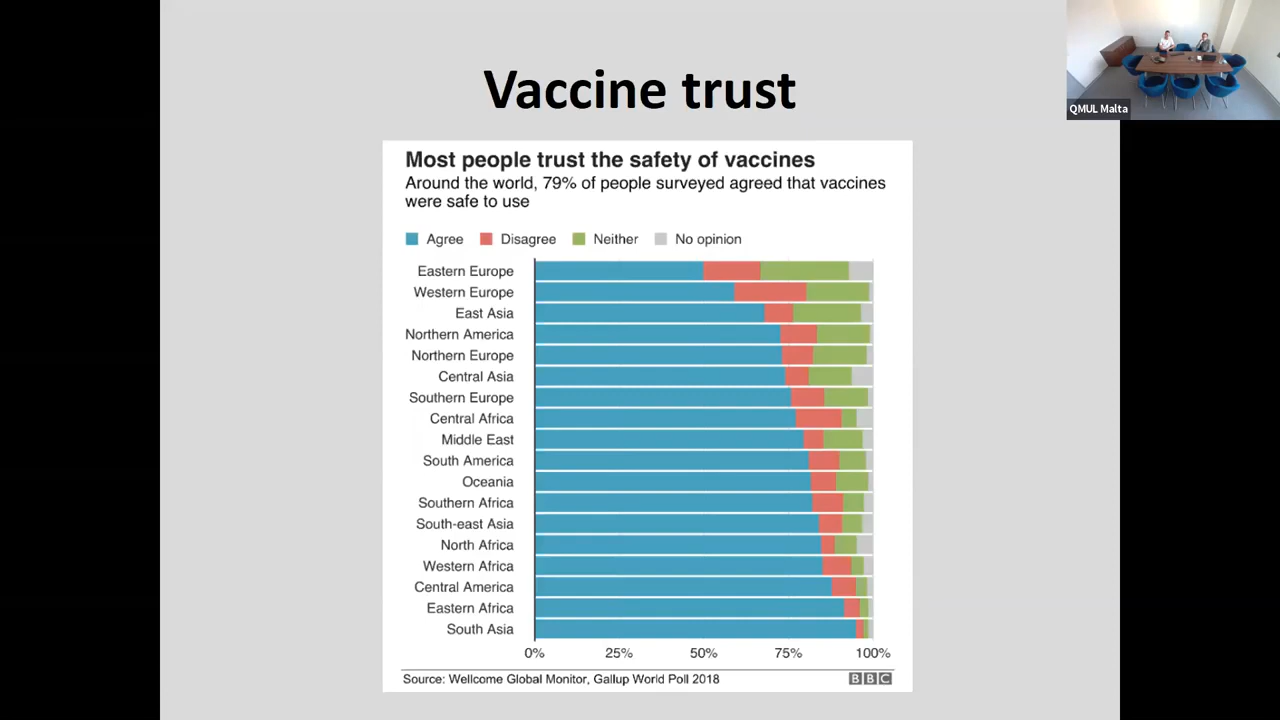 Vaccine trust
QMUL Malta
Most people trust the safety of vaccines
Around the world, 79% of people surveyed agreed that vaccines
were safe to use
Agree Disagree Neither No opinion
Eastern Europe
Western Europe
East Asia
Northern America
Northern Europe
Central Asia
Southern Europe
Central Africa
Middle East
South America
Oceania
Southern Africa
South-east Asia
North Africa
Western Africa
Central America
Eastern Africa
South Asia
0% 25% 50% 75% 100%
Source: Wellcome Global Monitor, Gallup World Poll 2018
BBC